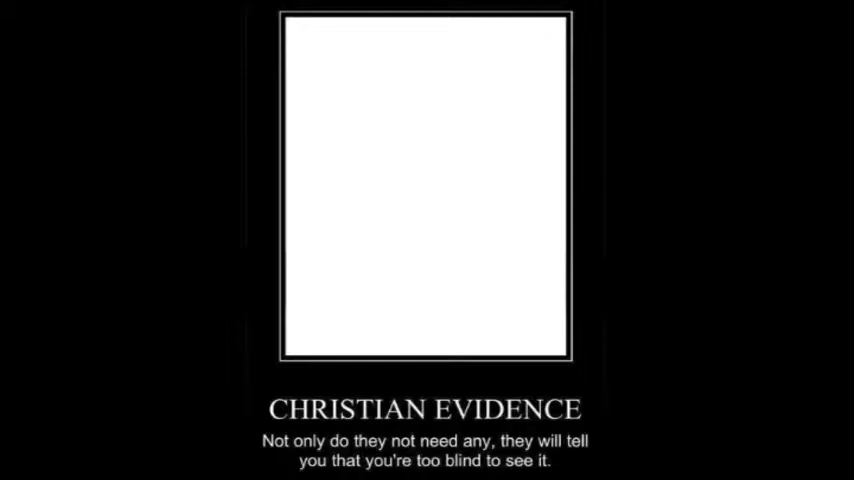 CHRISTIAN EVIDENCE
Not only do they not need any, they will tell
you that you're too blind to see it.